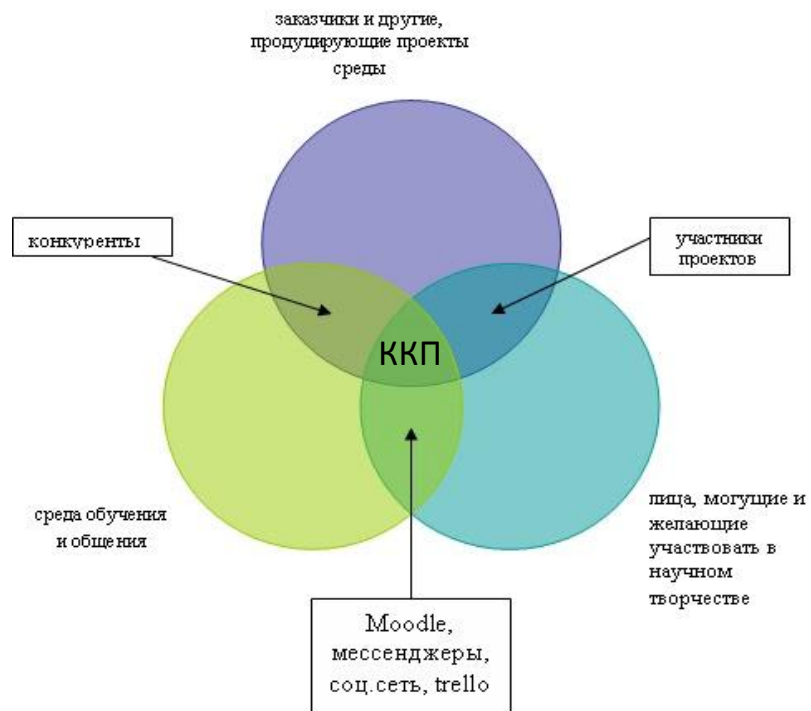 заказчики и другие,
продуцирующие проекты
среды
конкуренты
участники
проектов
ККП
среда обучения
и общения
лица, могущие и
желающие
участвовать в
научном
творчестве
Moodle,
мессенджеры,
соц.сеть, trello